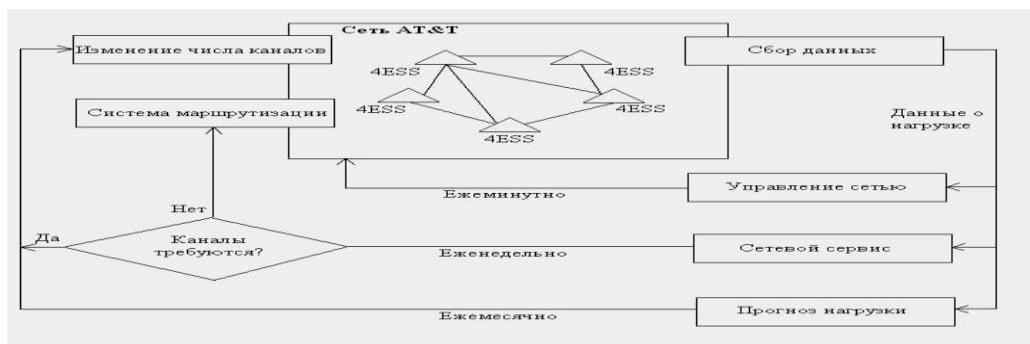 Сеть AT&T
Изменение числа каналов
Сбор данных
4ESS
4ESS
4ESS
4ESS
4ESS
Система маршрутизации
Данные о
нагрузке
Ежеминутно
Управление сетью
Нет
Да
Каналы
требуются?
Еженедельно
Сетевой сервис
Ежемесячно
Прогноз нагрузки